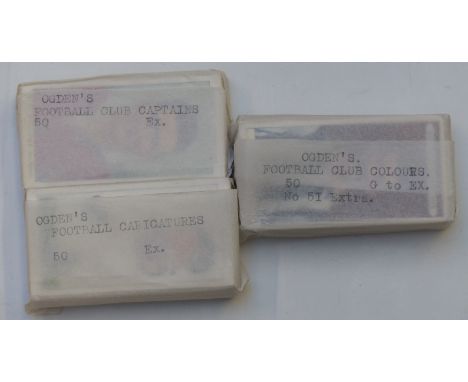 OGDEN'S
FOOTBALL CLUB CAPTAINS
50 Ex.
OGDEN'S
FOOTBALL CARICATURES
50 Ex.
OGDEN'S.
FOOTBALL CLUB COLOURS.
50 G to EX.
No 51 Extra.